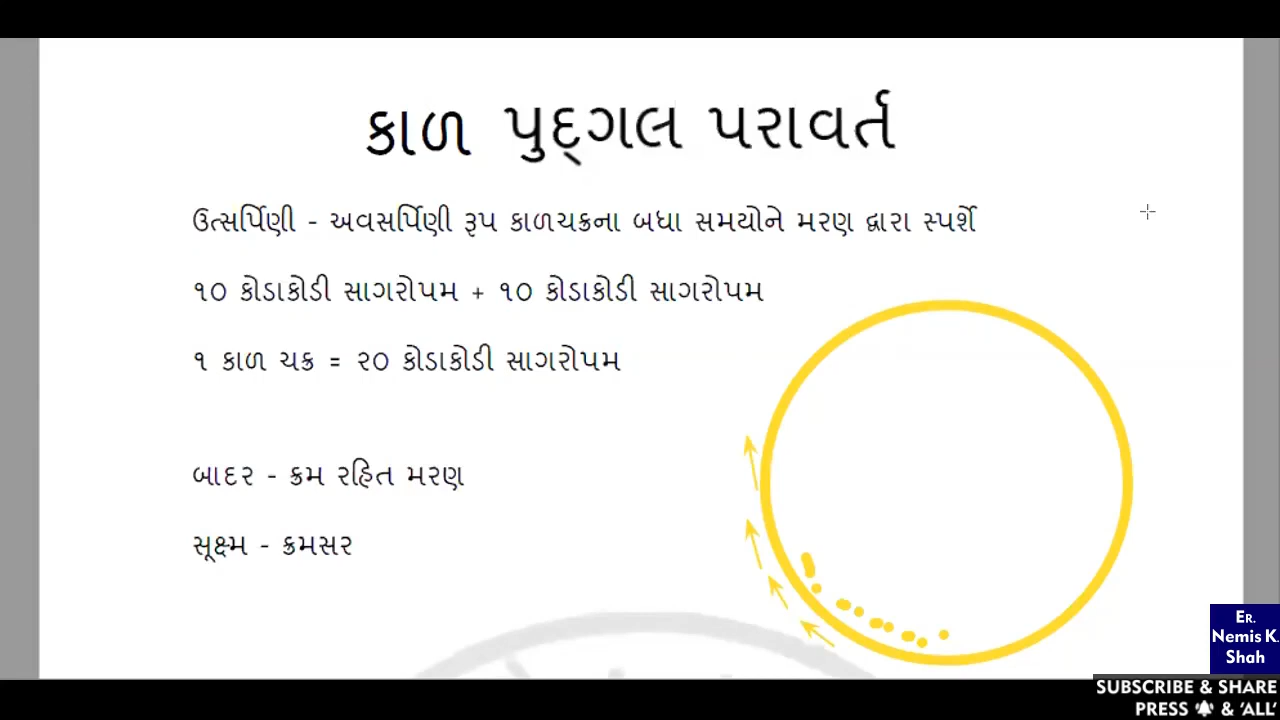 કાળ પુદ્ગલ પરાવર્ત
ઉત્સર્પિણી - અવસર્પિણી રૂપ કાળચક્રના બધા સમયોને મરણ દ્વારા સ્પર્શે
૧૦ કોડાકોડી સાગરોપમ + ૧૦ કોડાકોડી સાગરોપમ
૧ કાળ ચક્ર = ૨૦ કોડાકોડી સાગરોપમ
બાદર - ક્રમ રહિત મરણ
સૂક્ષ્મ - ક્રમસર
ER.
Nemis K.
Shah
SUBSCRIBE & SHARE
PRESS & ‘ALL’